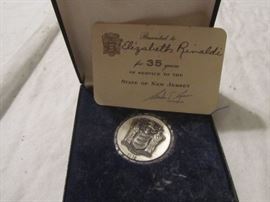 Presented to
Elizabeth Rinaldi
for 35 years
IN SERVICE TO THE
STATE OF NEW JERSEY